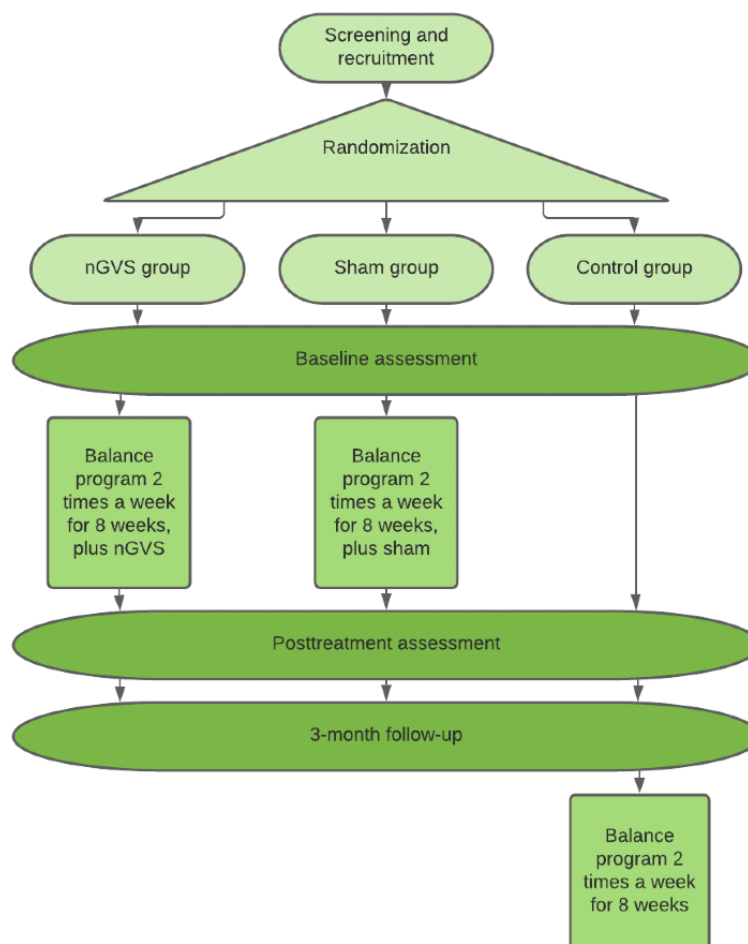 Screening and
recruitment
Randomization
nGVS group
Sham group
Control group
Baseline assessment
Balance
program 2
times a week
for 8 weeks,
plus nGVS
Balance
program 2
times a week
for 8 weeks,
plus sham
Posttreatment assessment
3-month follow-up
Balance
program 2
times a week
for 8 weeks